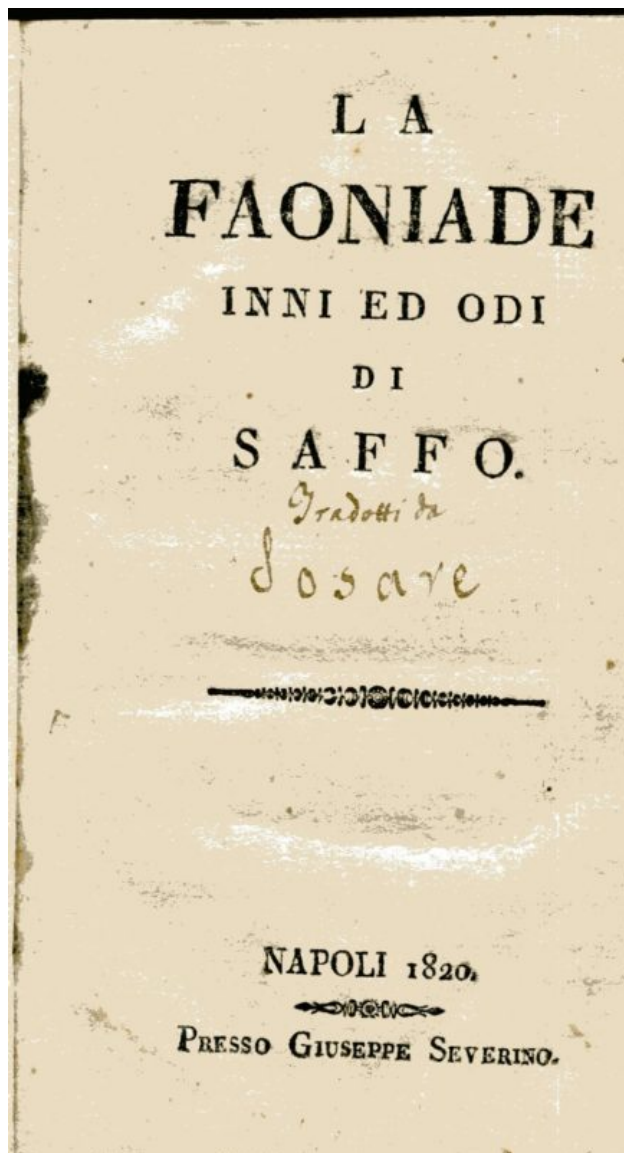 LA
FAONIADE
INNI ED ODI
DI
SAFFO.
Tradotti da
Sosare
NAPOLI 1820.
PRESSO GIUSEPPE SEVERINO.